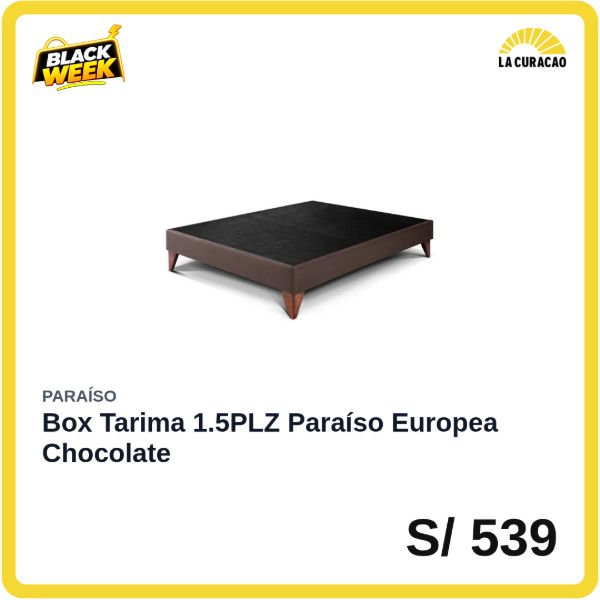 BLACK
WEEK
LA CURACAO
PARAÍSO
Box Tarima 1.5PLZ Paraíso Europea
Chocolate
S/ 539